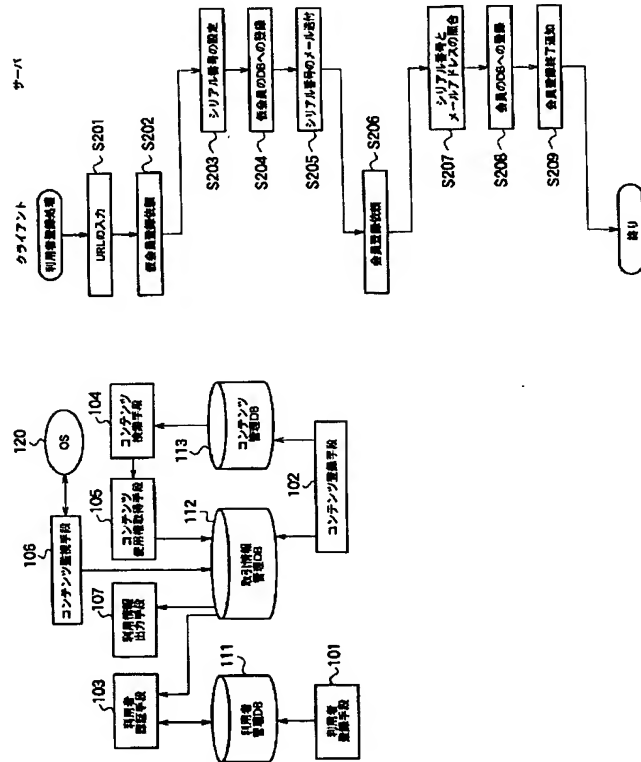 クライアント
サーバ
利用者登録処理
URLの入力
S201
仮会員登録依頼
S202
シリアル番号の設定
S203
仮会員のDBへの登録
S204
シリアル番号のメール送付
S205
会員登録依頼
S206
シリアル番号と
メールアドレスの照合
S207
会員のDBへの登録
S208
会員登録終了通知
S209
終り
120
OS
106
コンテンツ監視手段
104
コンテンツ
検索手段
105
コンテンツ
使用権取得手段
113
コンテンツ
管理DB
112
取引情報
管理DB
102
コンテンツ登録手段
107
利用情報
出力手段
103
利用者
認証手段
111
利用者
管理DB
101
利用者
登録手段